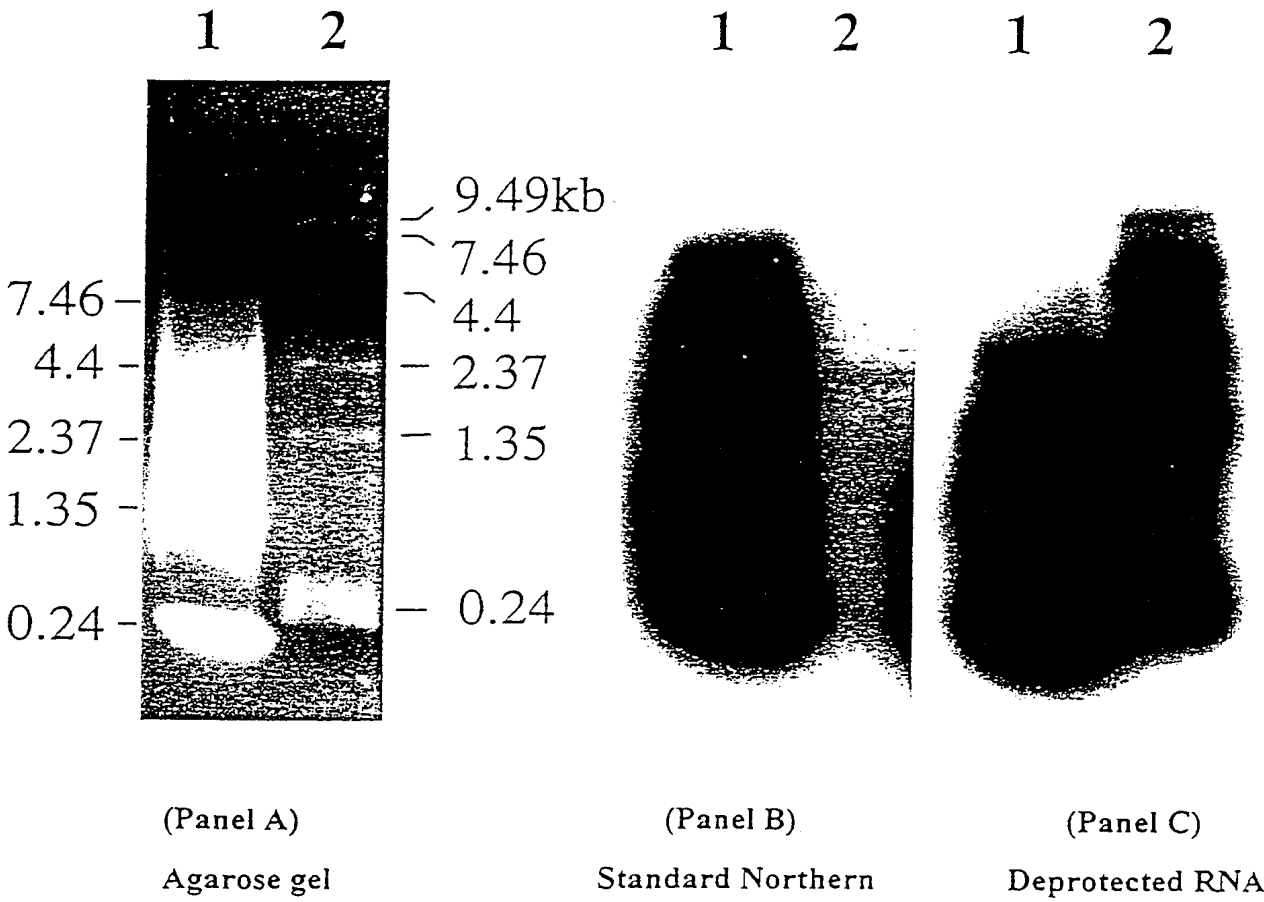 1 2 1 2 1 2
9.49kb
7.46
7.46
4.4
4.4
2.37
2.37
1.35
1.35
0.24
0.24
(Panel A) (Panel B) (Panel C)
Agarose gel Standard Northern Deprotected RNA